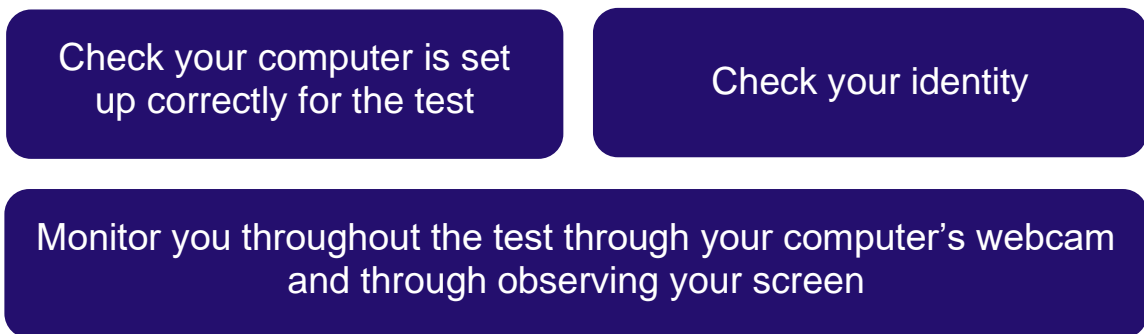 Check your computer is set
up correctly for the test
Check your identity
Monitor you throughout the test through your computer’s webcam
and through observing your screen